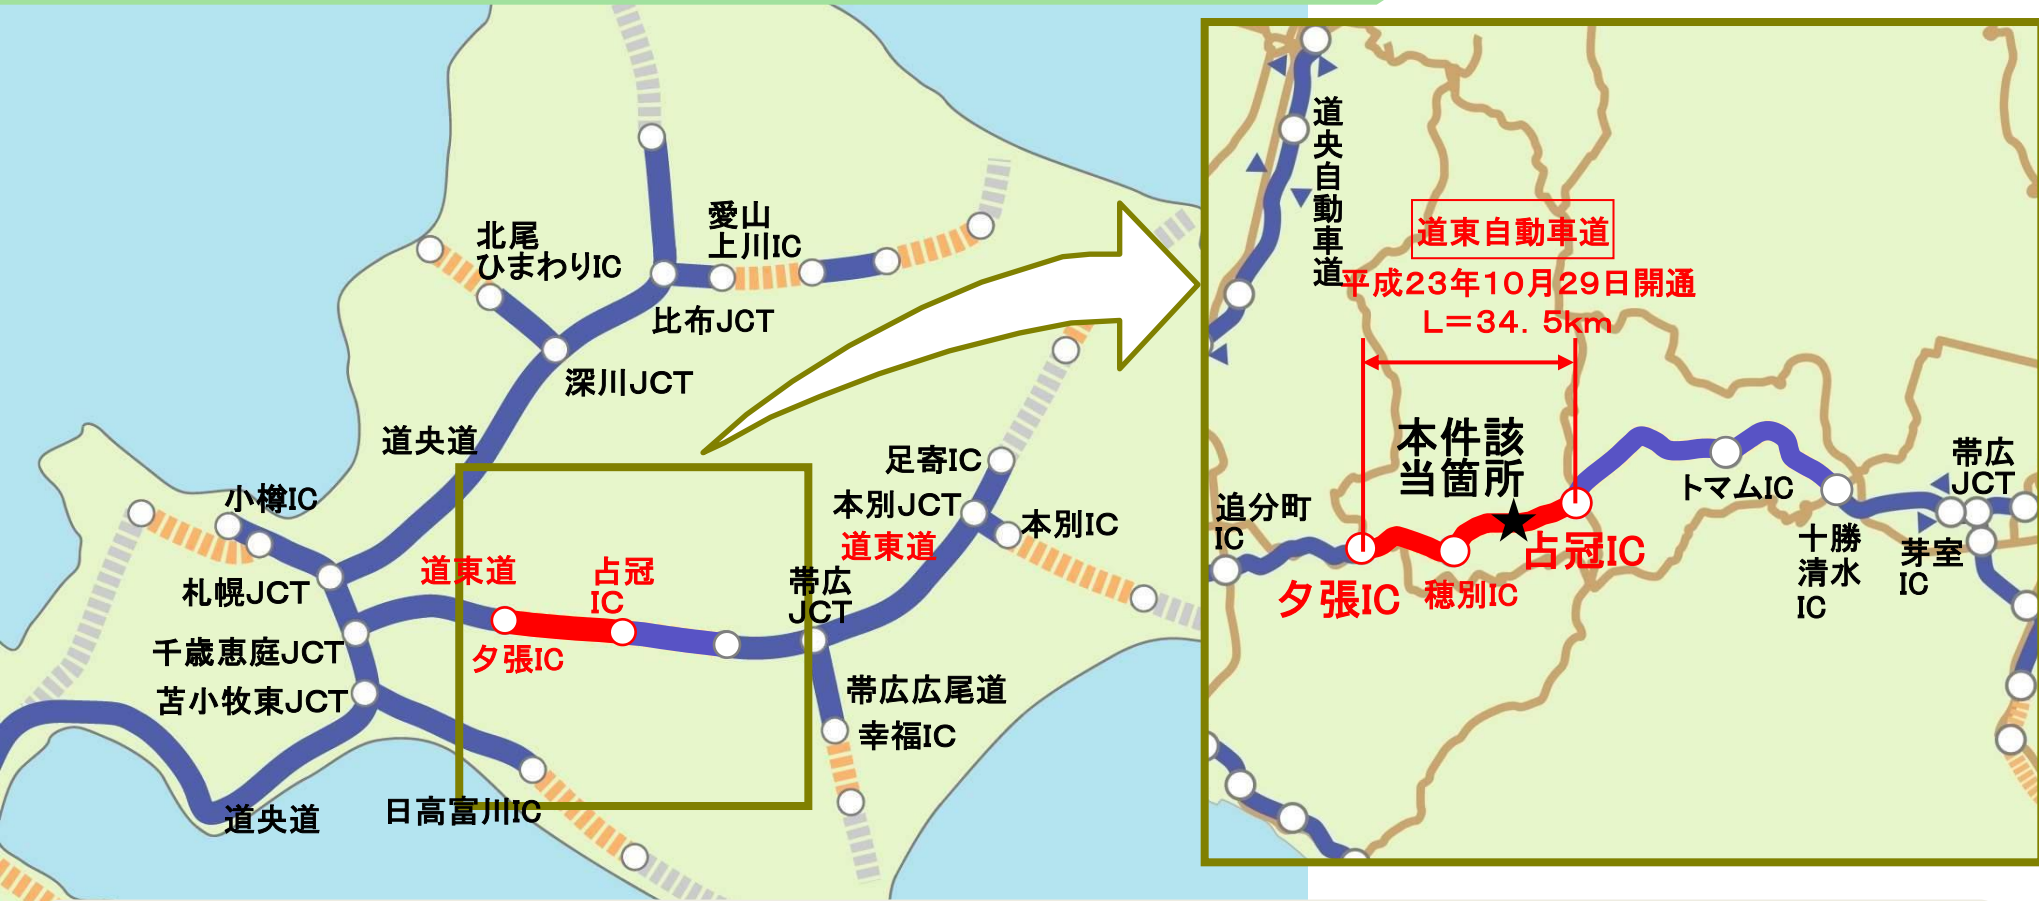 北尾
ひまわりIC
愛山
上川IC
比布JCT
深川JCT
道央道
小樽IC
札幌JCT
千歳恵庭JCT
苫小牧東JCT
道央道
日高富川IC
道東道
占冠
IC
夕張IC
足寄IC
本別JCT
道東道
本別IC
帯広
JCT
帯広広尾道
幸福IC
道央自動車道
道東自動車道
平成23年10月29日開通
L=34.5km
本件該
当箇所
追分町
IC
夕張IC
穂別IC
占冠IC
トマムIC
十勝
清水
IC
芽室
IC
帯広
JCT